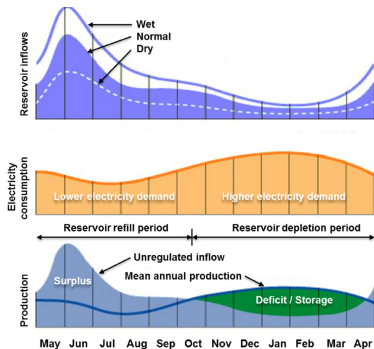 Reservoir inflows
Wet
Normal
Dry
Electricity
consumption
Lower electricity demand
Higher electricity demand
Reservoir refill period
Reservoir depletion period
Production
Surplus
Unregulated inflow
Mean annual production
Deficit / Storage
May Jun Jul Aug Sep Oct Nov Dec Jan Feb Mar Apr